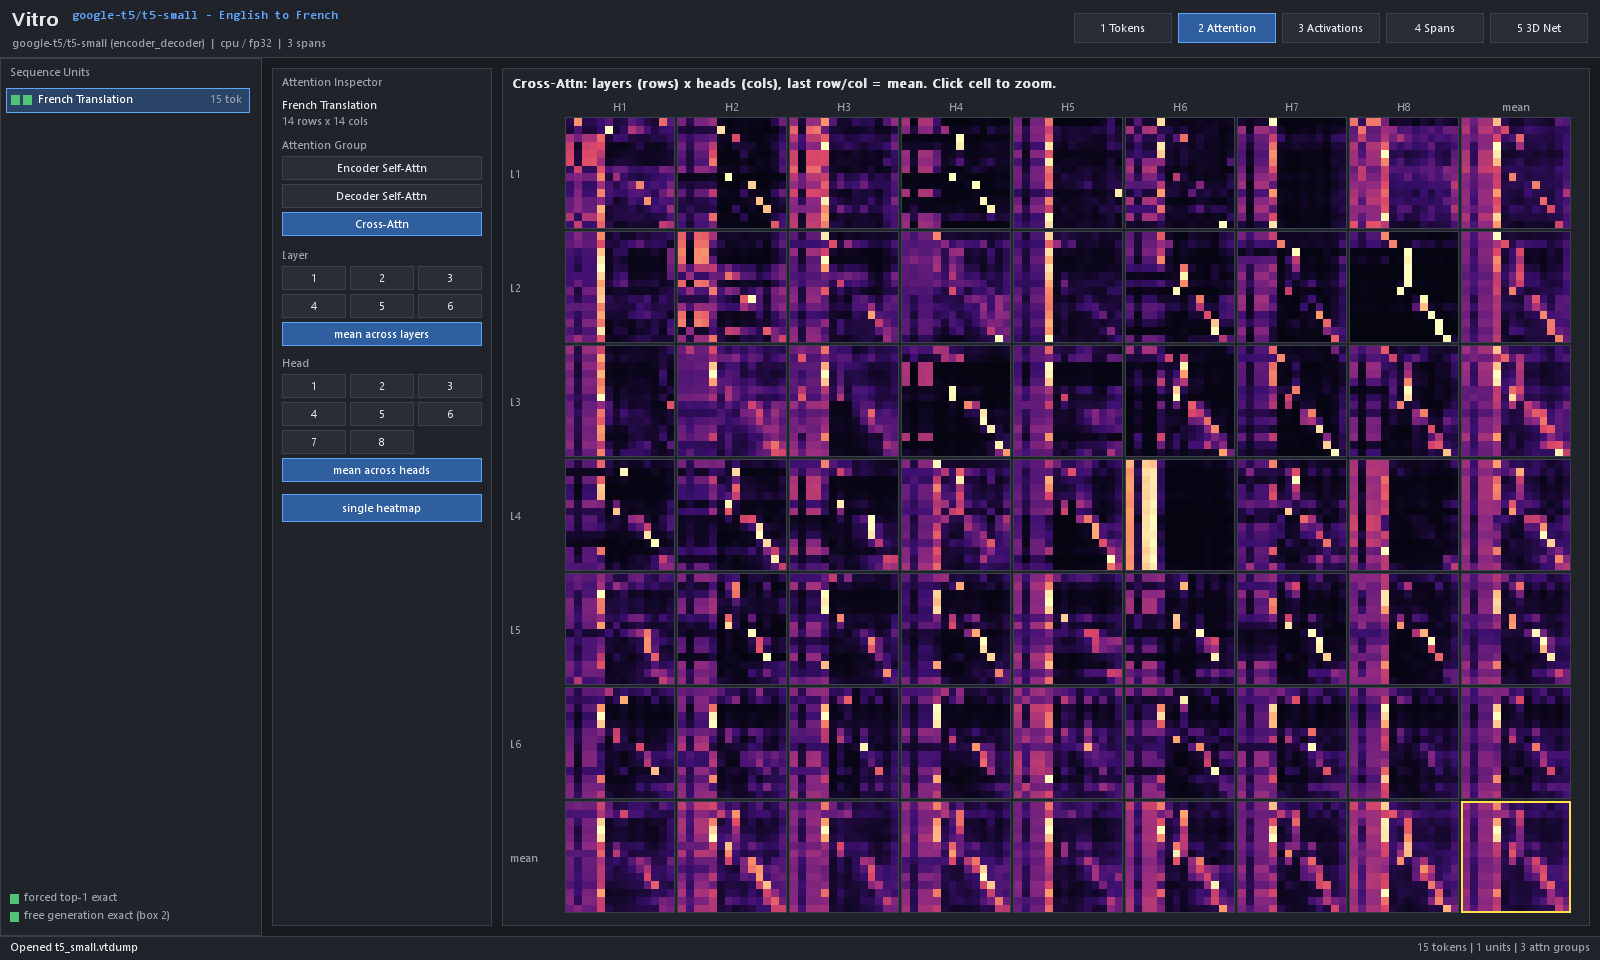 Vitro google-t5/t5-small - English to French
google-t5/t5-small (encoder_decoder) | cpu / fp32 | 3 spans
1 Tokens
2 Attention
3 Activations
4 Spans
5 3D Net
Sequence Units
French Translation 15 tok
forced top-1 exact
free generation exact (box 2)
Attention Inspector
French Translation
14 rows x 14 cols
Attention Group
Encoder Self-Attn
Decoder Self-Attn
Cross-Attn
Layer
1 2 3
4 5 6
mean across layers
Head
1 2 3
4 5 6
7 8
mean across heads
single heatmap
Cross-Attn: layers (rows) x heads (cols), last row/col = mean. Click cell to zoom.
H1 H2 H3 H4 H5 H6 H7 H8 mean
L1
L2
L3
L4
L5
L6
mean
Opened t5_small.vtdump
15 tokens | 1 units | 3 attn groups